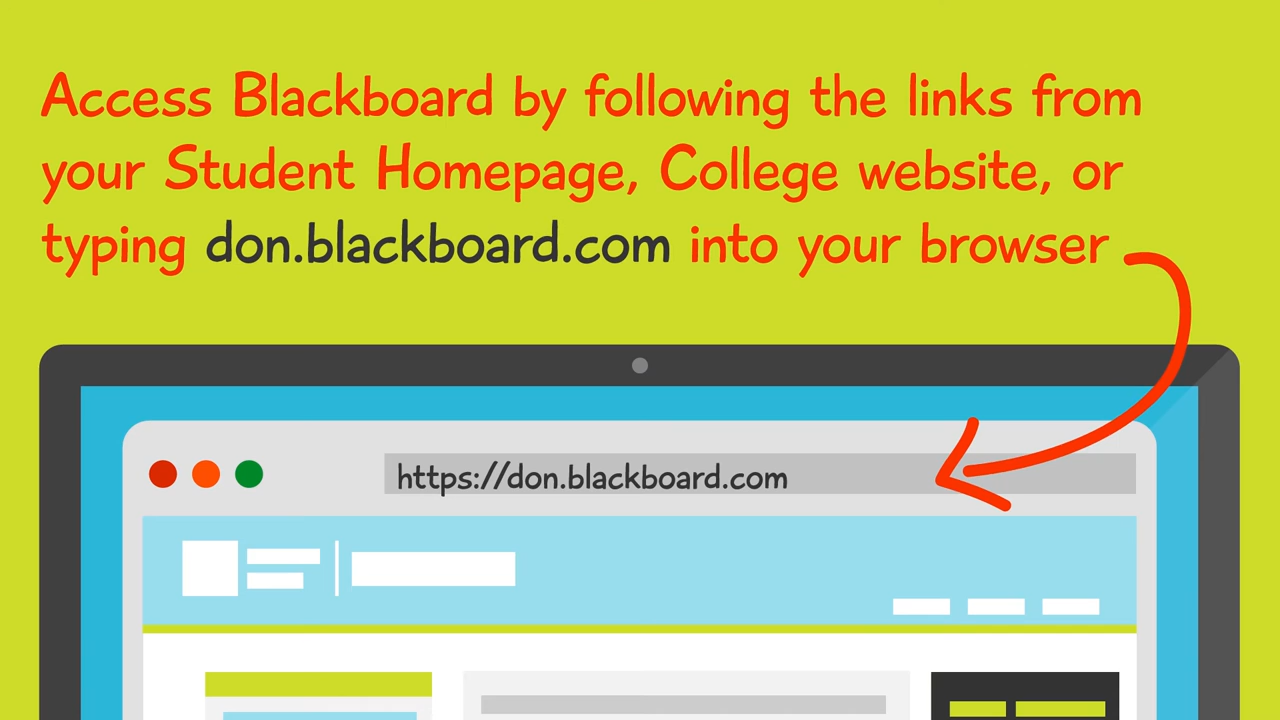 Access Blackboard by following the links from
your Student Homepage, College website, or
typing don.blackboard.com into your browser
https://don.blackboard.com